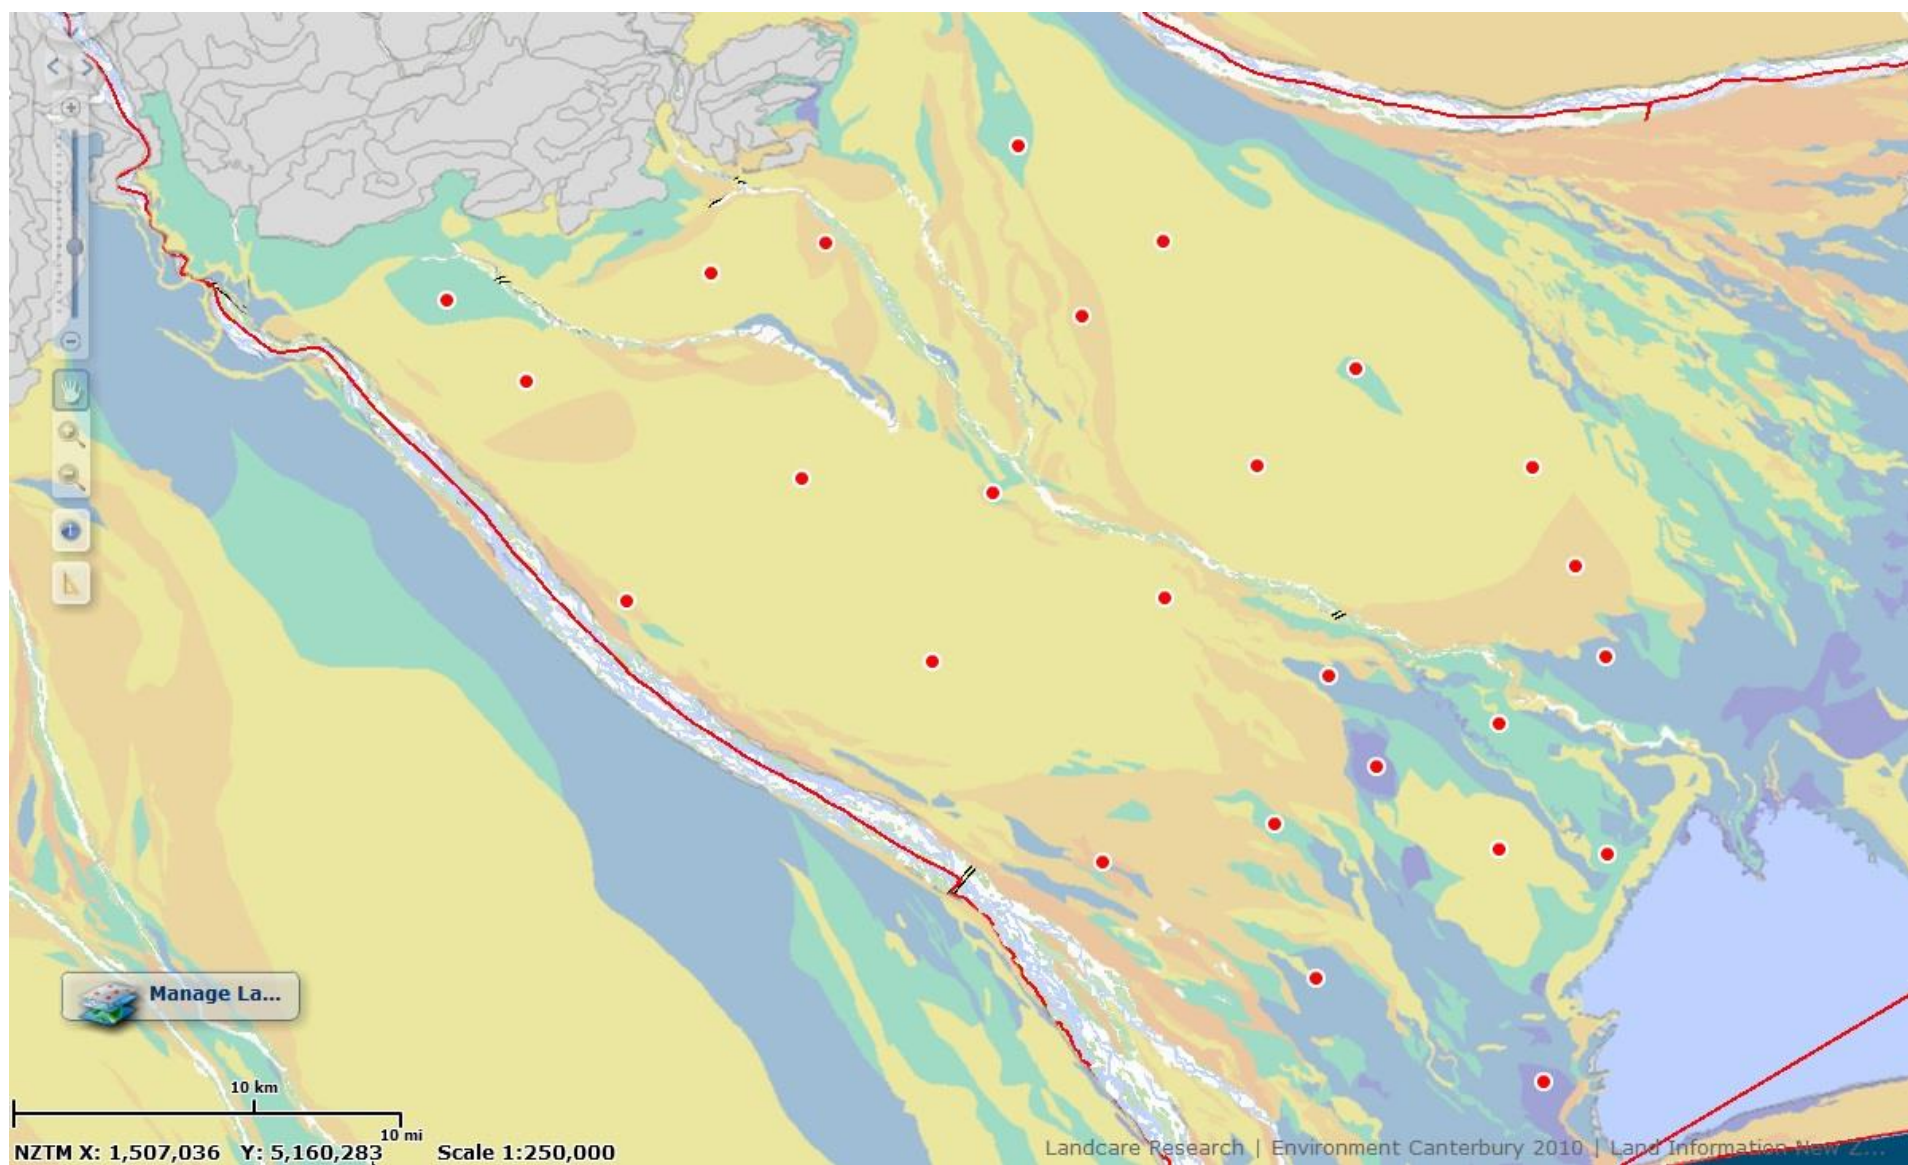 Manage La...
10 km
10 mi
NZTM X: 1,507,036 Y: 5,160,283 Scale 1:250,000
Landcare Research | Environment Canterbury 2010 | Land Information New Z...